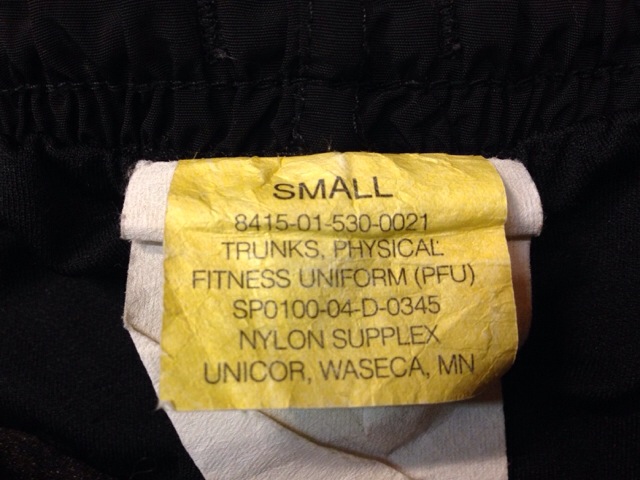 SMALL
8415-01-530-0021
TRUNKS, PHYSICAL
FITNESS UNIFORM (PFU)
SP0100-04-D-0345
NYLON SUPPLEX
UNICOR, WASECA, MN